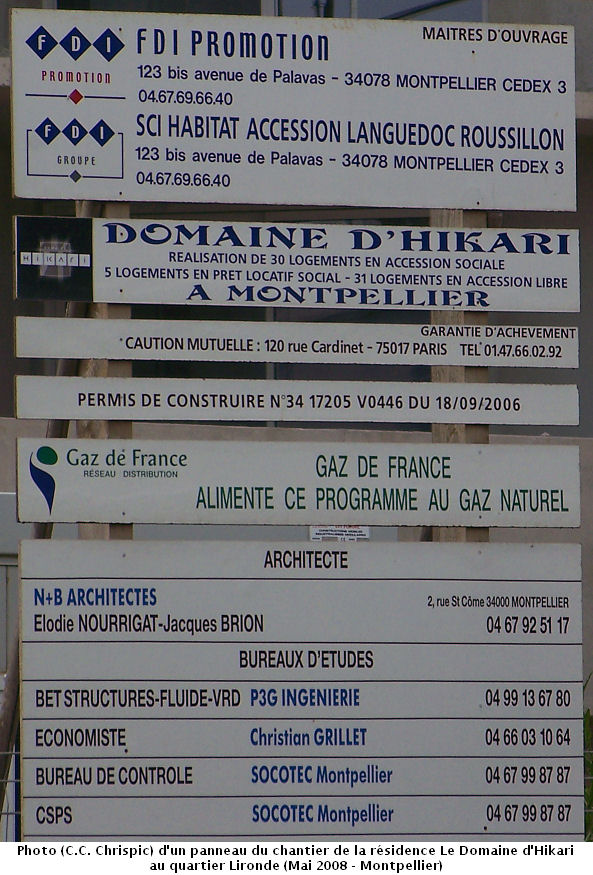 FDI
PROMOTION
FDI PROMOTION
MAITRES D'OUVRAGE
123 bis avenue de Palavas - 34078 MONTPELLIER CEDEX 3
04.67.69.66.40
FDI
GROUPE
SCI HABITAT ACCESSION LANGUEDOC ROUSSILLON
123 bis avenue de Palavas - 34078 MONTPELLIER CEDEX 3
04.67.69.66.40
HIKARI
DOMAINE D'HIKARI
REALISATION DE 30 LOGEMENTS EN ACCESSION SOCIALE
5 LOGEMENTS EN PRET LOCATIF SOCIAL - 31 LOGEMENTS EN ACCESSION LIBRE
A MONTPELLIER
GARANTIE D'ACHEVEMENT
CAUTION MUTUELLE : 120 rue Cardinet - 75017 PARIS TEL 01.47.66.02.92
PERMIS DE CONSTRUIRE N°34 17205 V0446 DU 18/09/2006
Gaz de France
RÉSEAU DISTRIBUTION
GAZ DE FRANCE
ALIMENTE CE PROGRAMME AU GAZ NATUREL
ARCHITECTE
N+B ARCHITECTES 2, rue St Côme 34000 MONTPELLIER
Elodie NOURRIGAT-Jacques BRION 04 67 92 51 17
BUREAUX D'ETUDES
BET STRUCTURES-FLUIDE-VRD P3G INGENIERIE 04 99 13 67 80
ECONOMISTE Christian GRILLET 04 66 03 10 64
BUREAU DE CONTROLE SOCOTEC Montpellier 04 67 99 87 87
CSPS SOCOTEC Montpellier 04 67 99 87 87
Photo (C.C. Chrispic) d'un panneau du chantier de la résidence Le Domaine d'Hikari
au quartier Lironde (Mai 2008 - Montpellier)